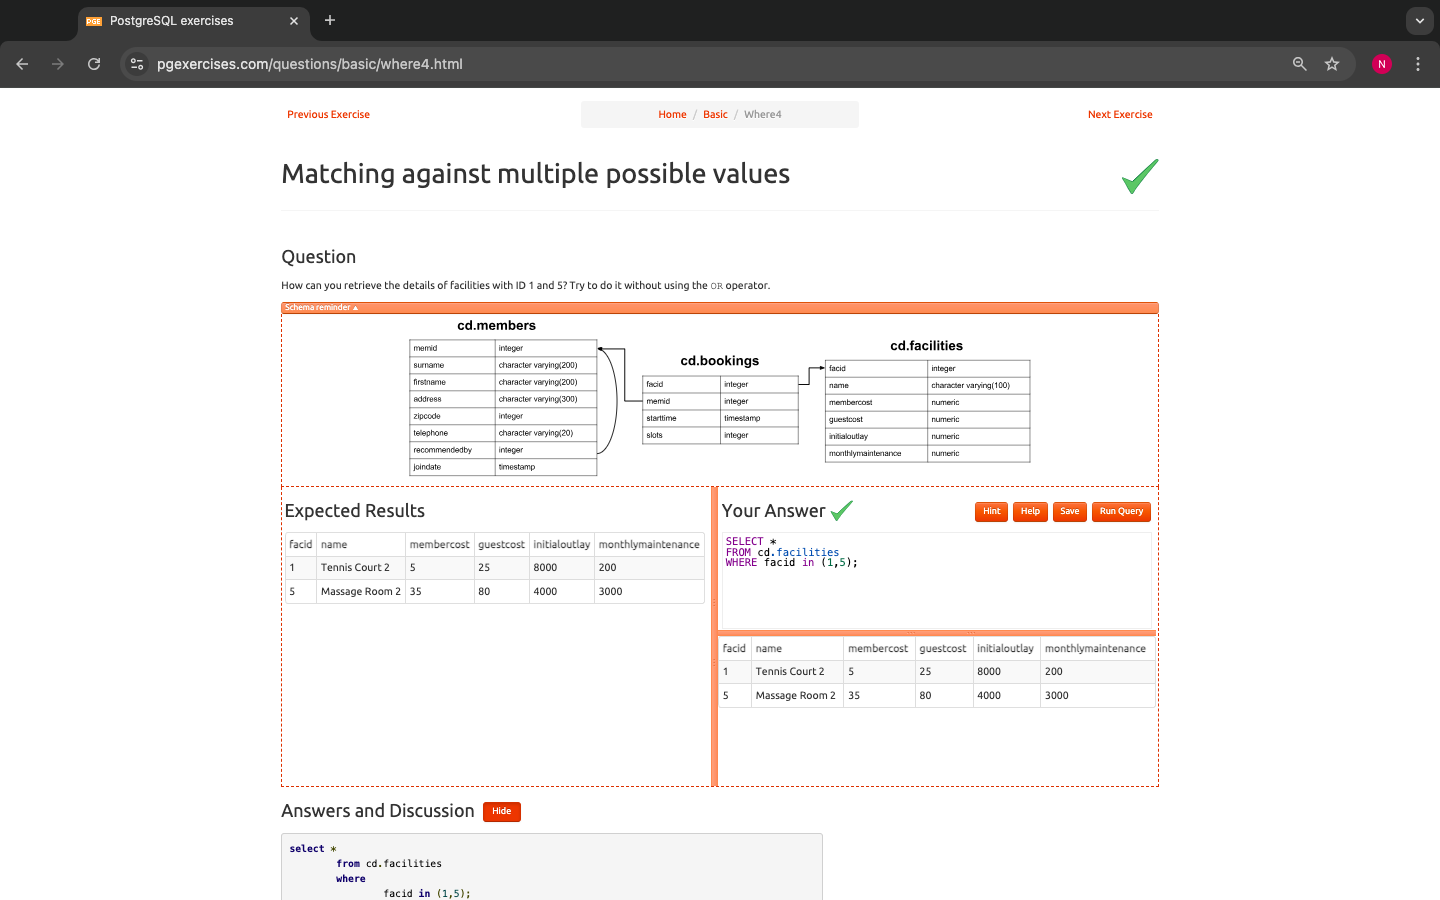 PGE PostgreSQL exercises
pgexercises.com/questions/basic/where4.html
N
Previous Exercise
Home / Basic / Where4
Next Exercise
Matching against multiple possible values
Question
How can you retrieve the details of facilities with ID 1 and 5? Try to do it without using the OR operator.
Schema reminder
cd.members
memid integer
surname character varying(200)
firstname character varying(200)
address character varying(300)
zipcode integer
telephone character varying(20)
recommendedby integer
joindate timestamp
cd.bookings
facid integer
memid integer
starttime timestamp
slots integer
cd.facilities
facid integer
name character varying(100)
membercost numeric
guestcost numeric
initialoutlay numeric
monthlymaintenance numeric
Expected Results
facid name membercost guestcost initialoutlay monthlymaintenance
1 Tennis Court 2 5 25 8000 200
5 Massage Room 2 35 80 4000 3000
Your Answer
Hint Help Save Run Query
SELECT *
FROM cd.facilities
WHERE facid in (1,5);
facid name membercost guestcost initialoutlay monthlymaintenance
1 Tennis Court 2 5 25 8000 200
5 Massage Room 2 35 80 4000 3000
Answers and Discussion Hide
select *
from cd.facilities
where
facid in (1,5);